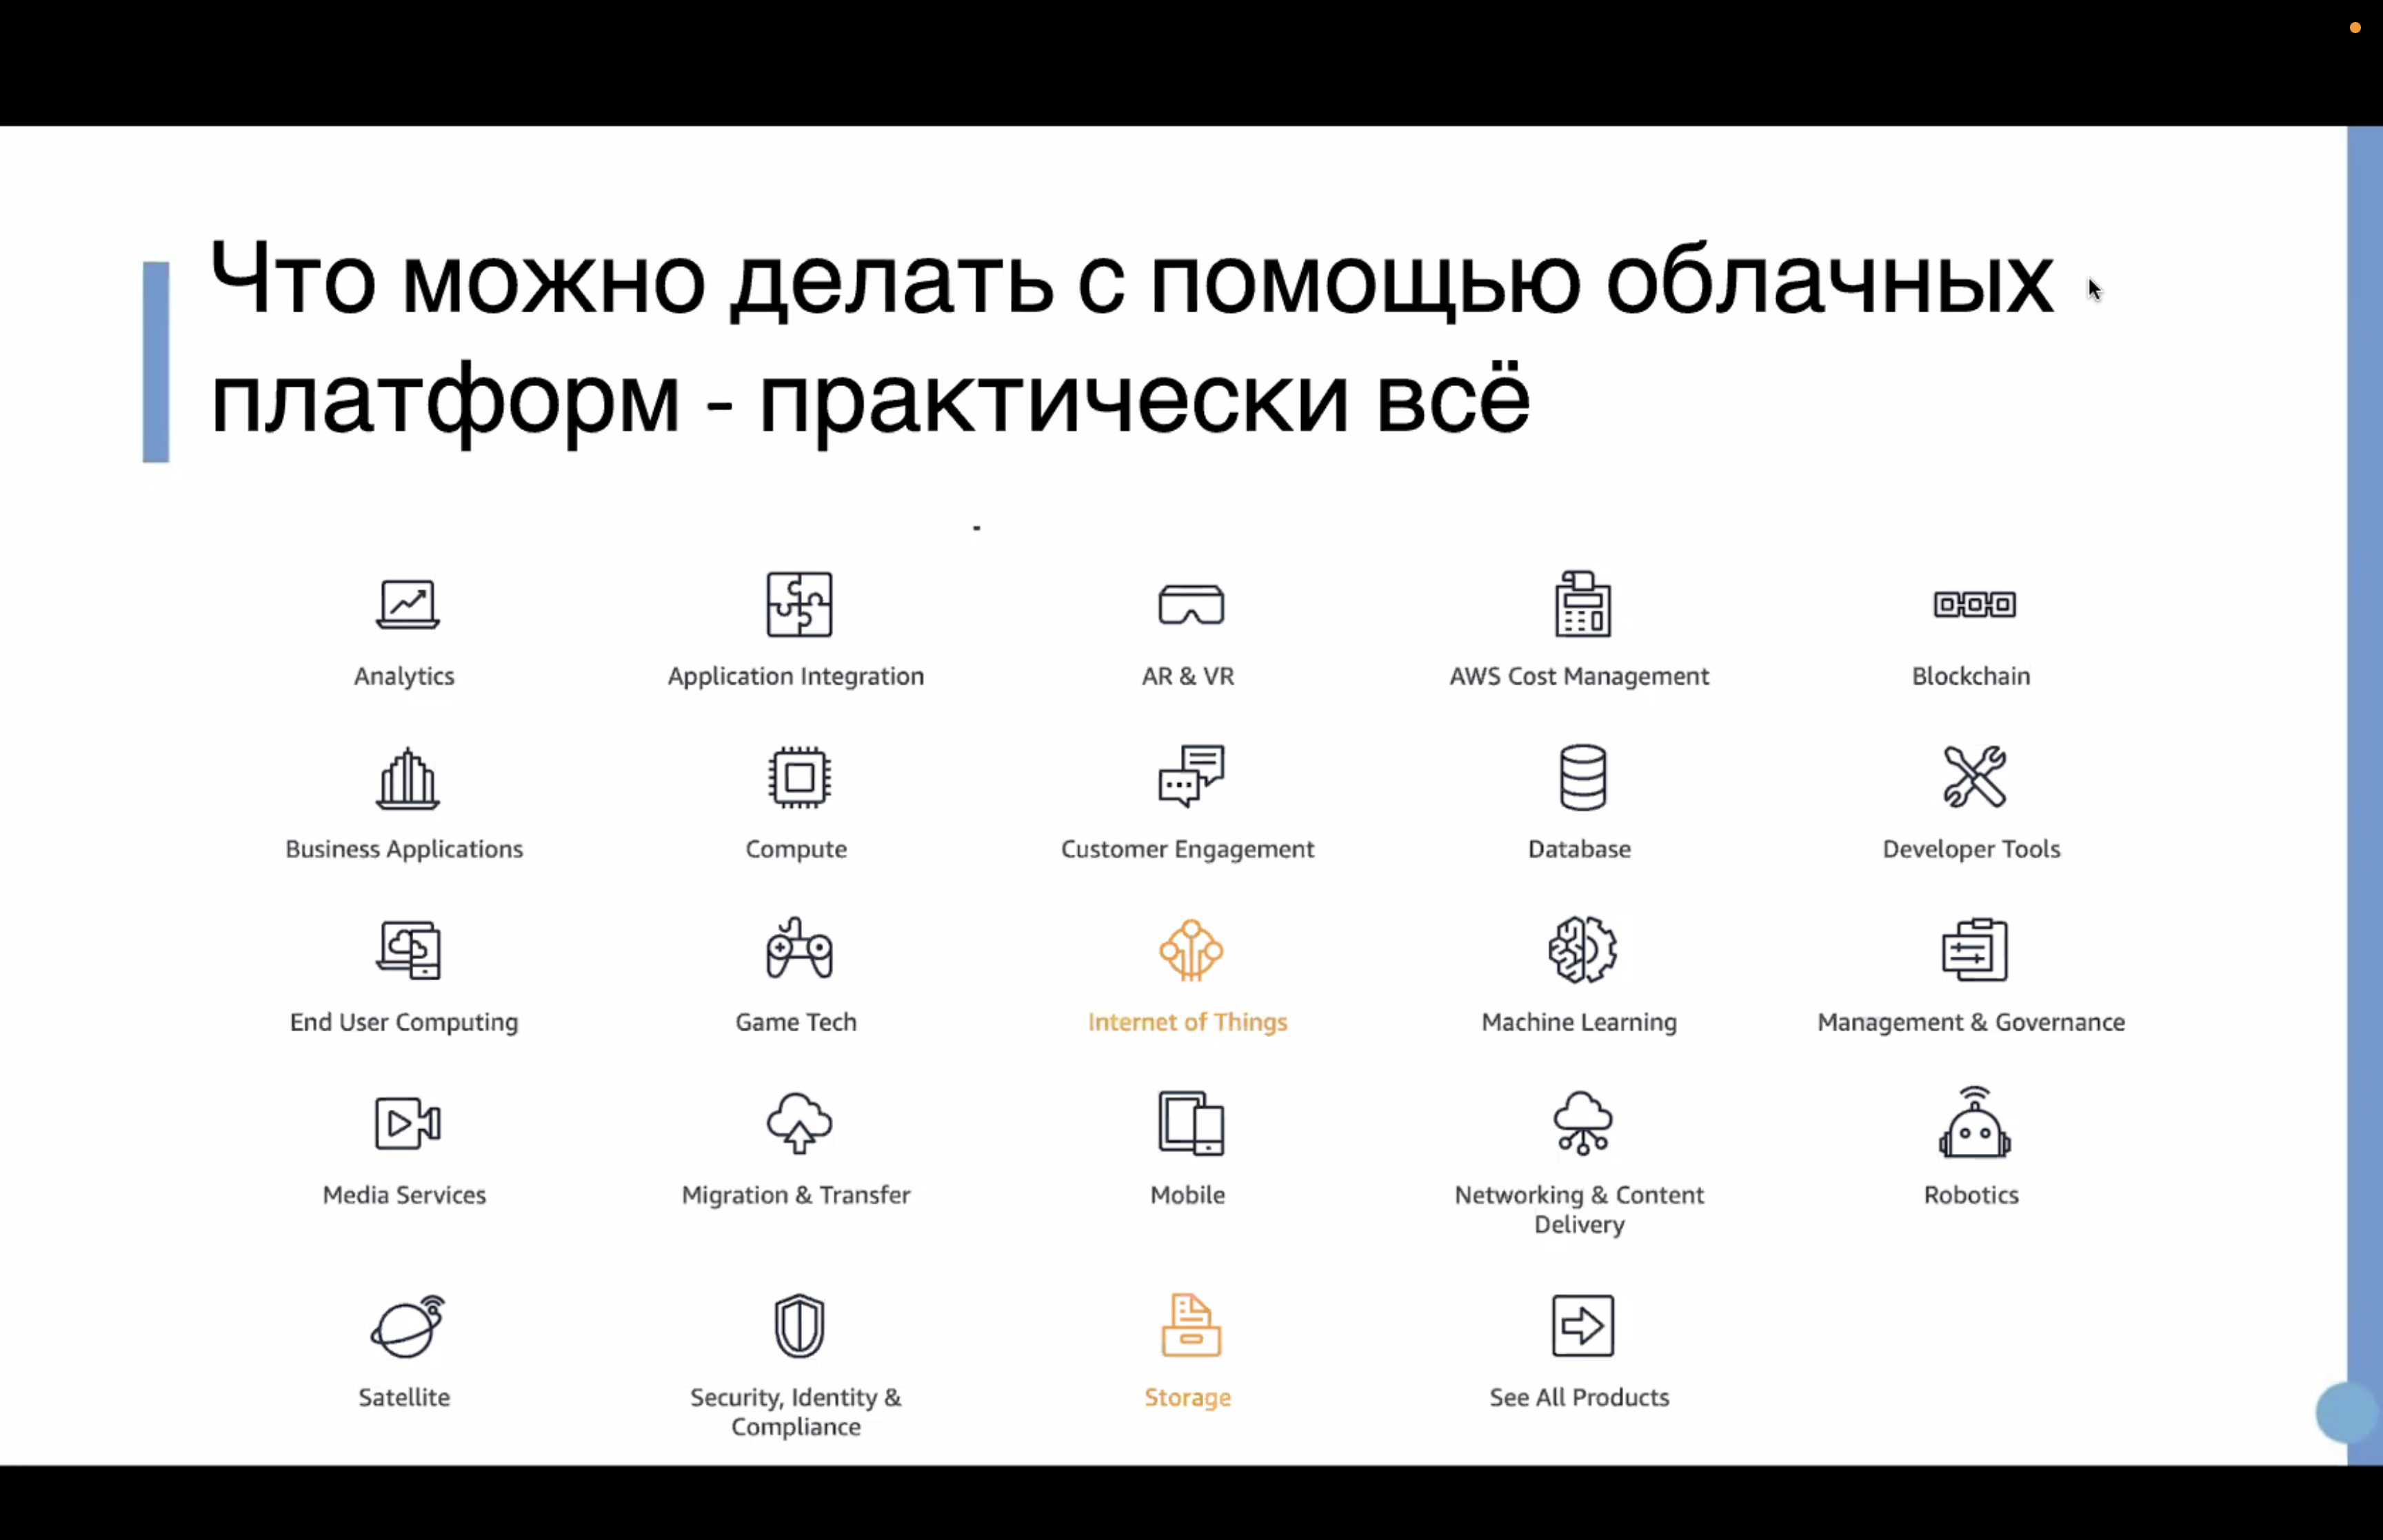 Что можно делать с помощью облачных
платформ - практически всё
-
Analytics
Application Integration
AR & VR
AWS Cost Management
Blockchain
Business Applications
Compute
Customer Engagement
Database
Developer Tools
End User Computing
Game Tech
Internet of Things
Machine Learning
Management & Governance
Media Services
Migration & Transfer
Mobile
Networking & Content
Delivery
Robotics
Satellite
Security, Identity &
Compliance
Storage
See All Products